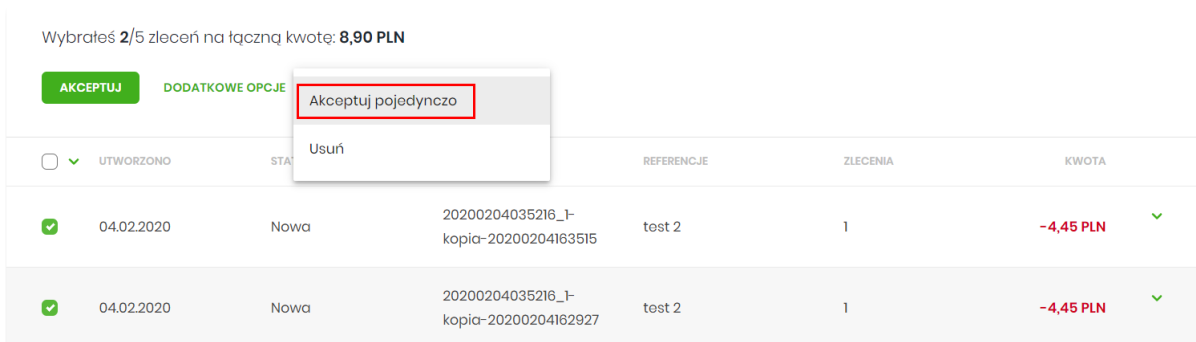 Wybrałeś 2/5 zleceń na łączną kwotę: 8,90 PLN
AKCEPTUJ DODATKOWE OPCJE
Akceptuj pojedynczo
Usuń
UTWORZONO STAT REFERENCJE ZLECENIA KWOTA
04.02.2020 Nowa 20200204035216_1- test 2 1 -4,45 PLN
kopia-20200204163515
04.02.2020 Nowa 20200204035216_1- test 2 1 -4,45 PLN
kopia-20200204162927